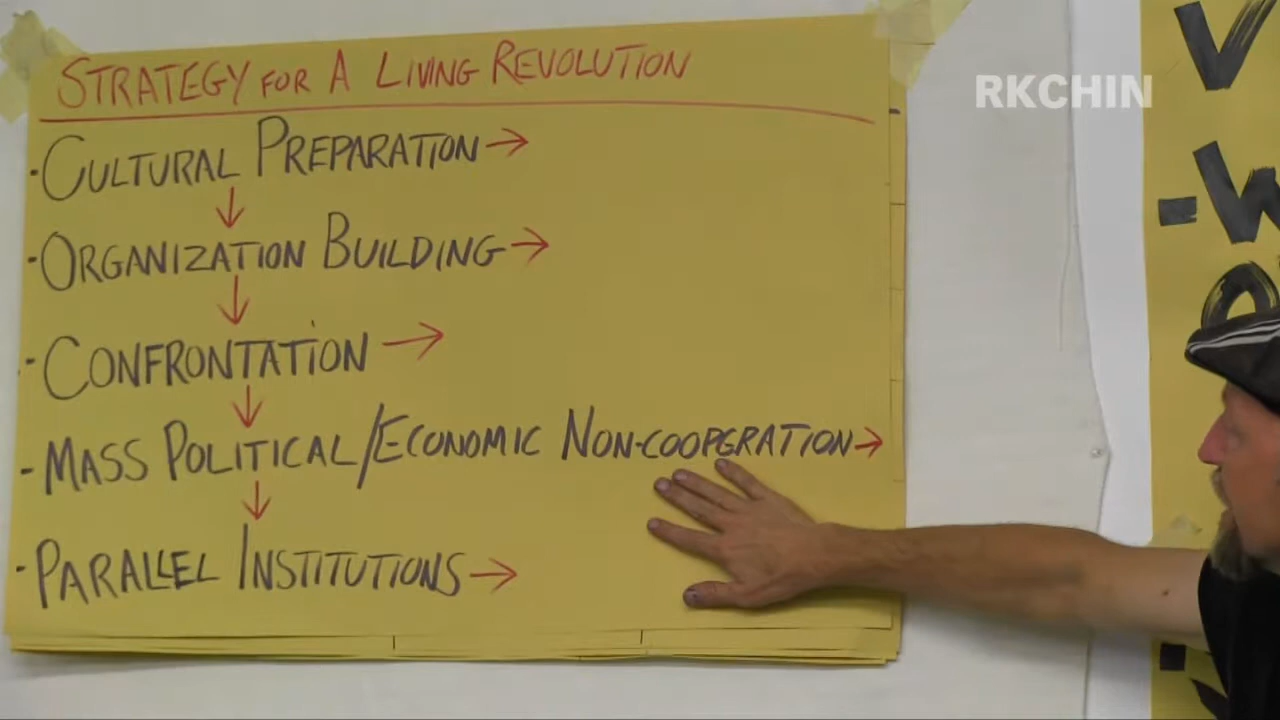 STRATEGY FOR A LIVING REVOLUTION
RKCHIN
· CULTURAL PREPARATION →
↓
· ORGANIZATION BUILDING →
↓
· CONFRONTATION →
↓
- MASS POLITICAL/ECONOMIC NON-COOPERATION →
↓
· PARALLEL INSTITUTIONS →